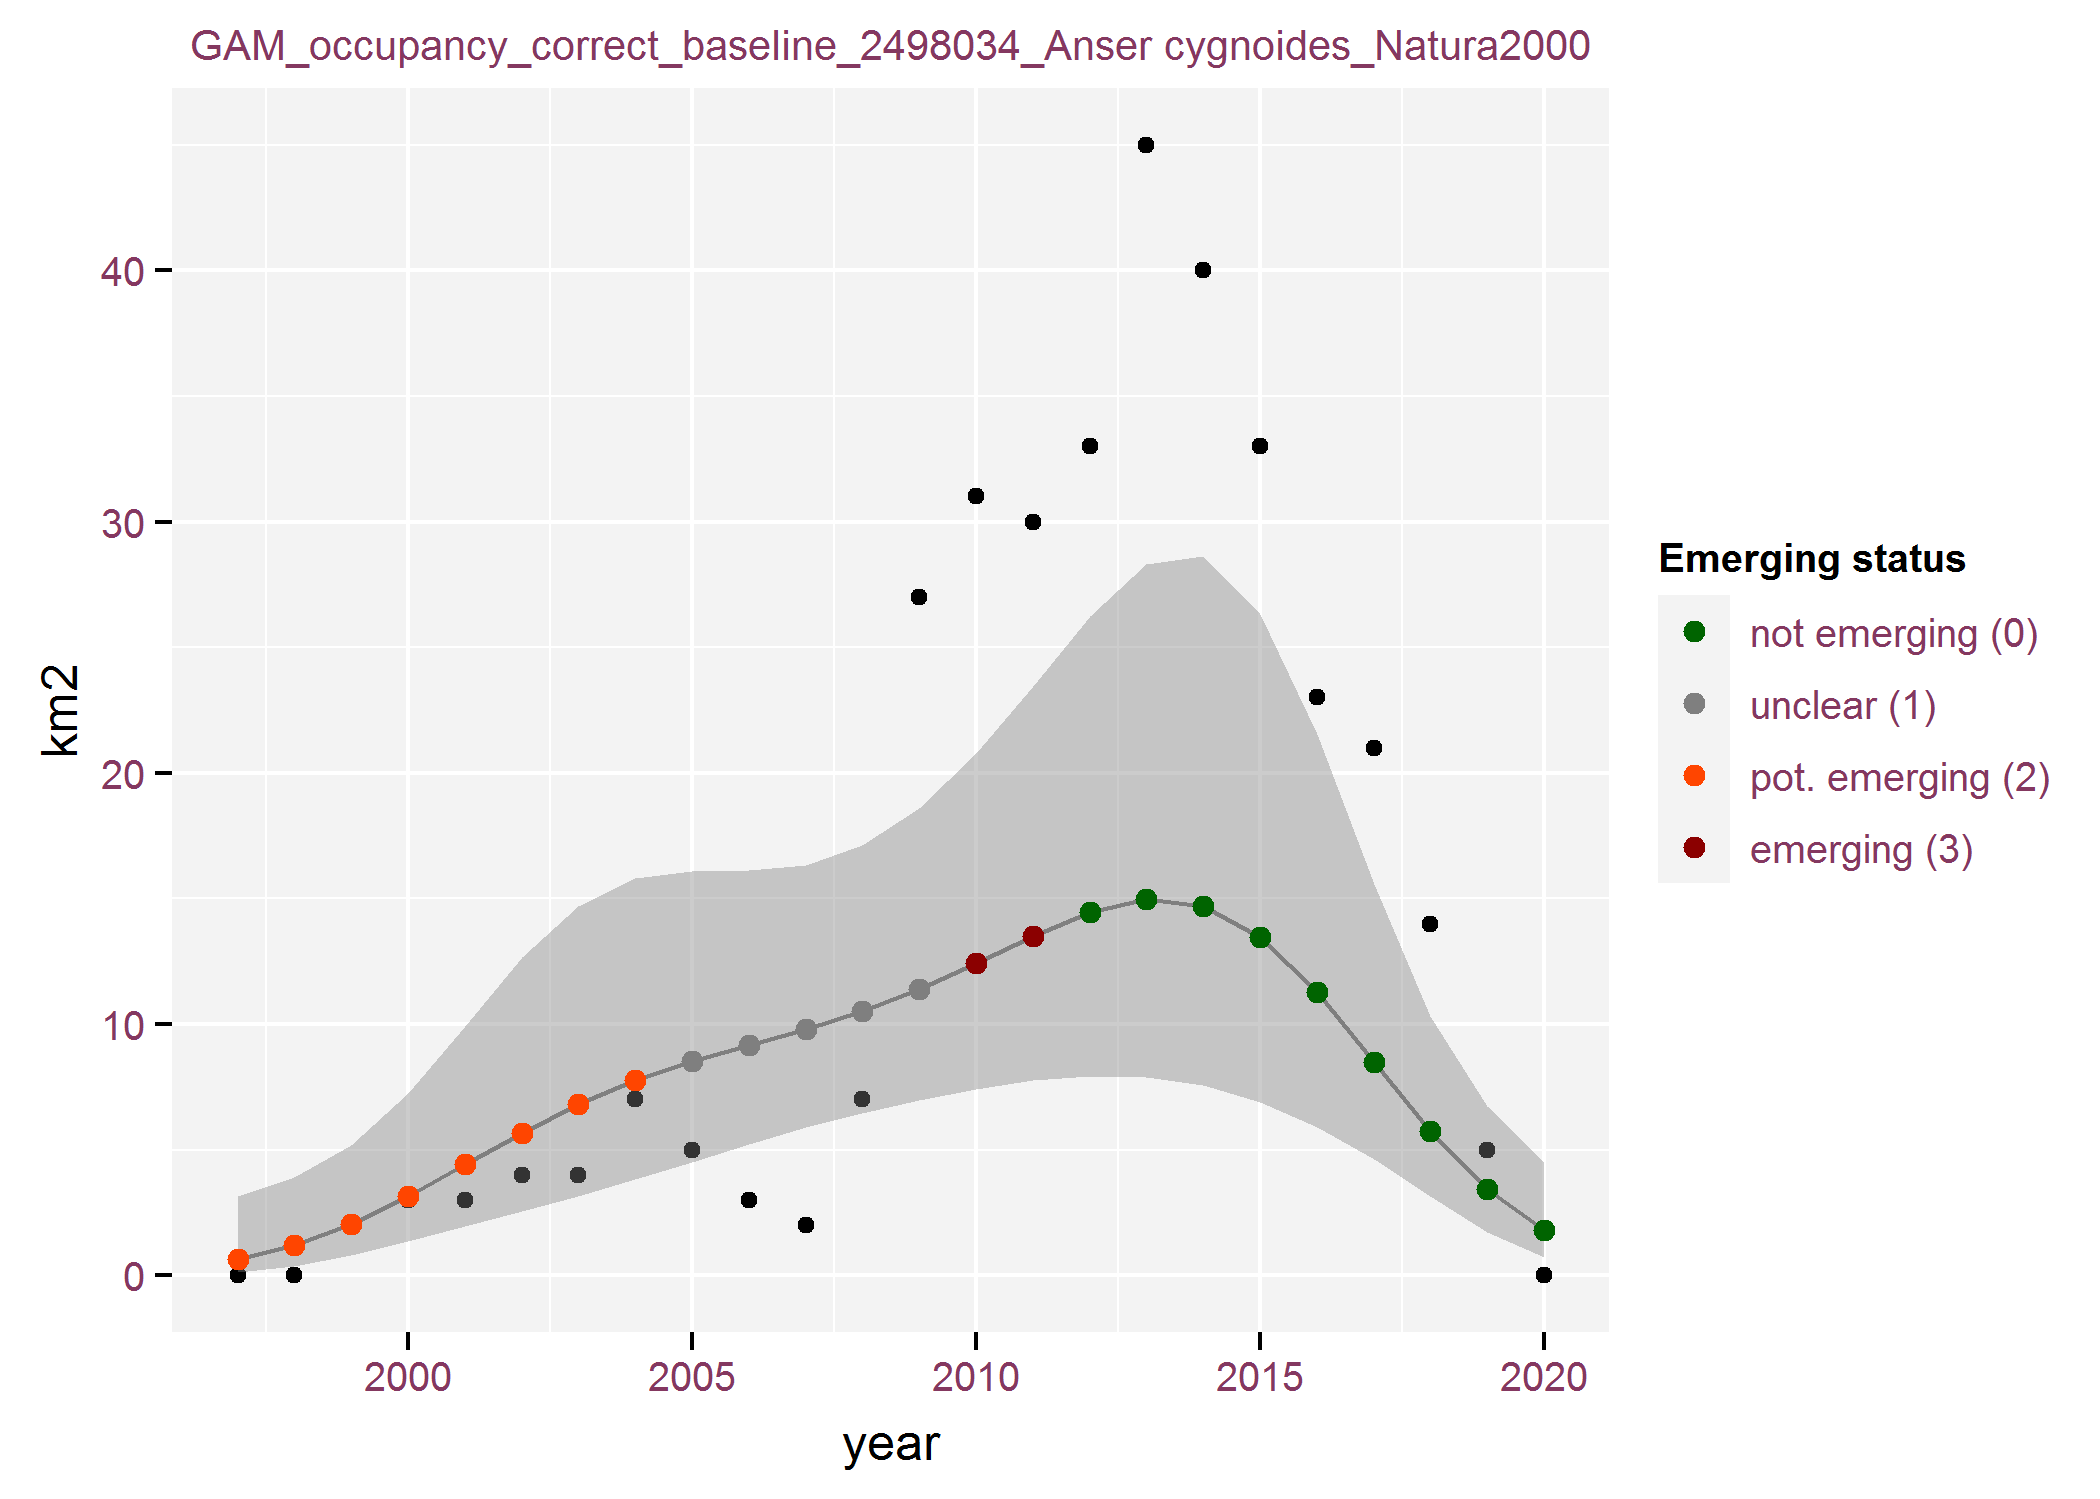 GAM_occupancy_correct_baseline_2498034_Anser cygnoides_Natura2000
40
30
20
10
0
km2
2000 2005 2010 2015 2020
year
Emerging status
not emerging (0)
unclear (1)
pot. emerging (2)
emerging (3)